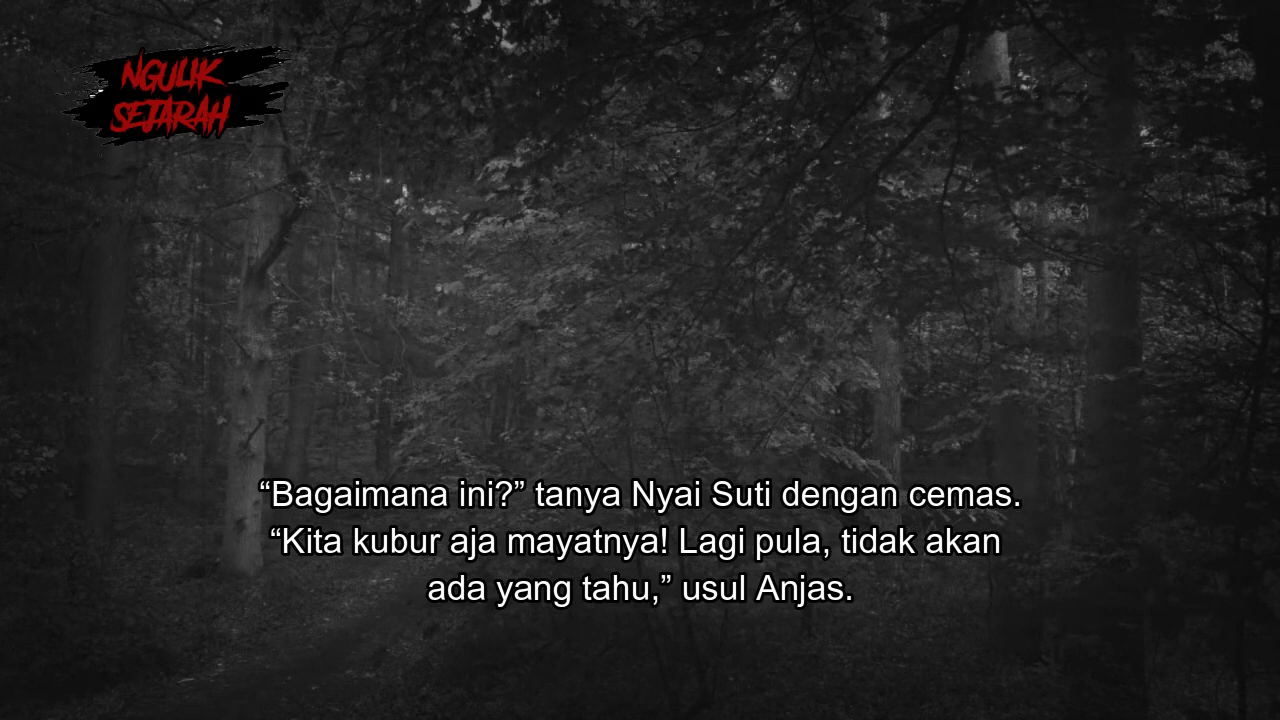 NGULIK
SEJARAH
“Bagaimana ini?” tanya Nyai Suti dengan cemas.
“Kita kubur aja mayatnya! Lagi pula, tidak akan
ada yang tahu,” usul Anjas.